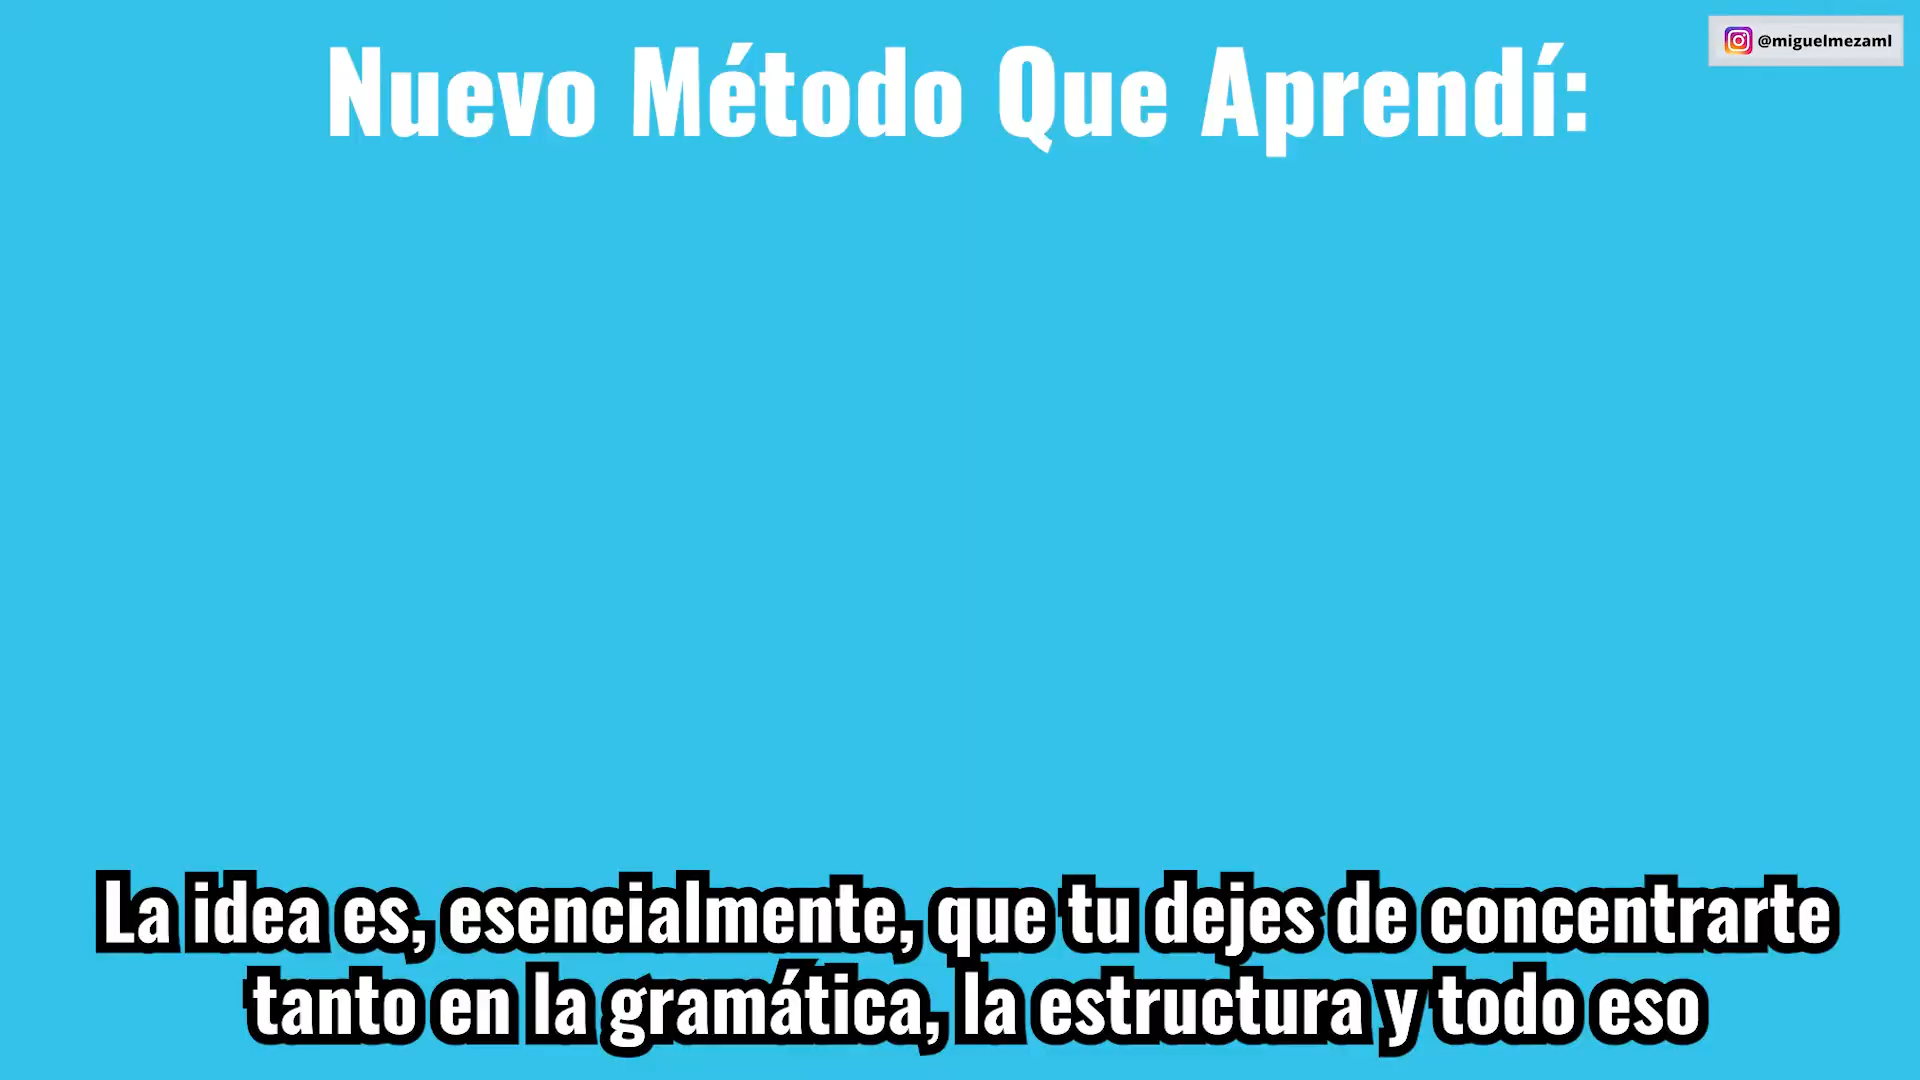 Nuevo Método Que Aprendí:
@miguelmezaml
La idea es, esencialmente, que tu dejes de concentrarte
tanto en la gramática, la estructura y todo eso